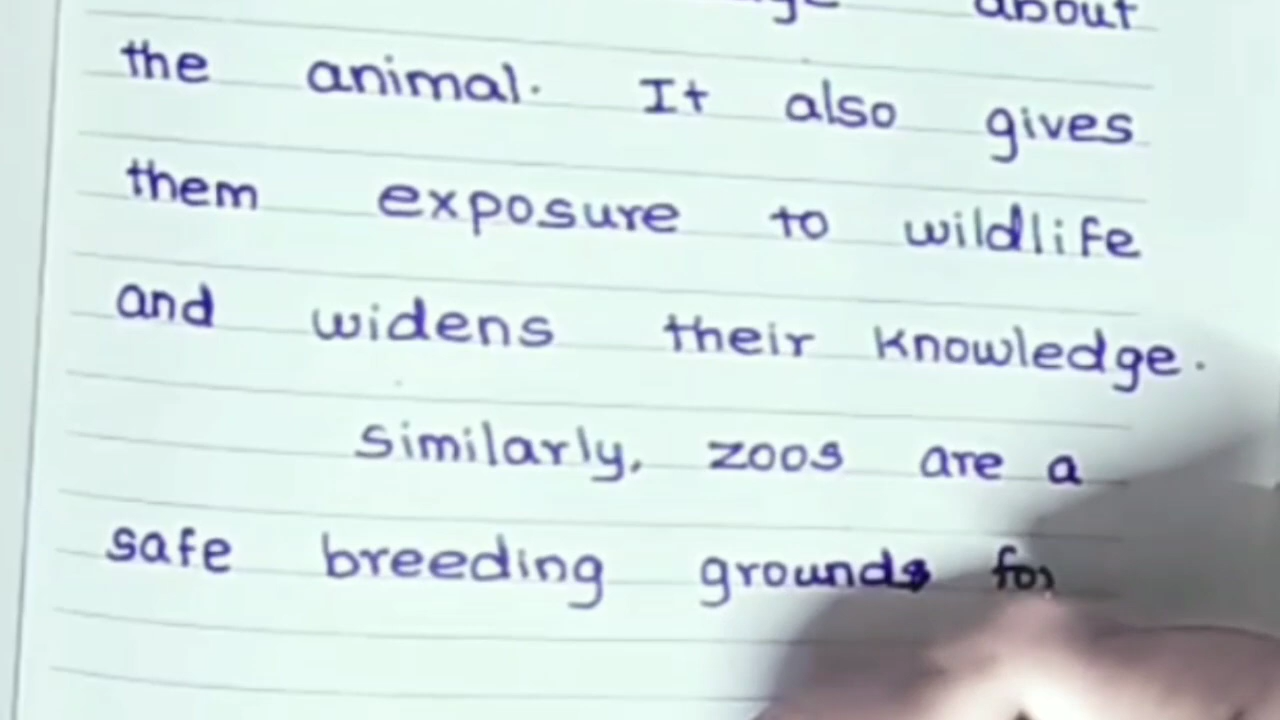 about
the animal. It also gives
them exposure to wildlife
and widens their knowledge.
Similarly, zoos are a
safe breeding grounds for